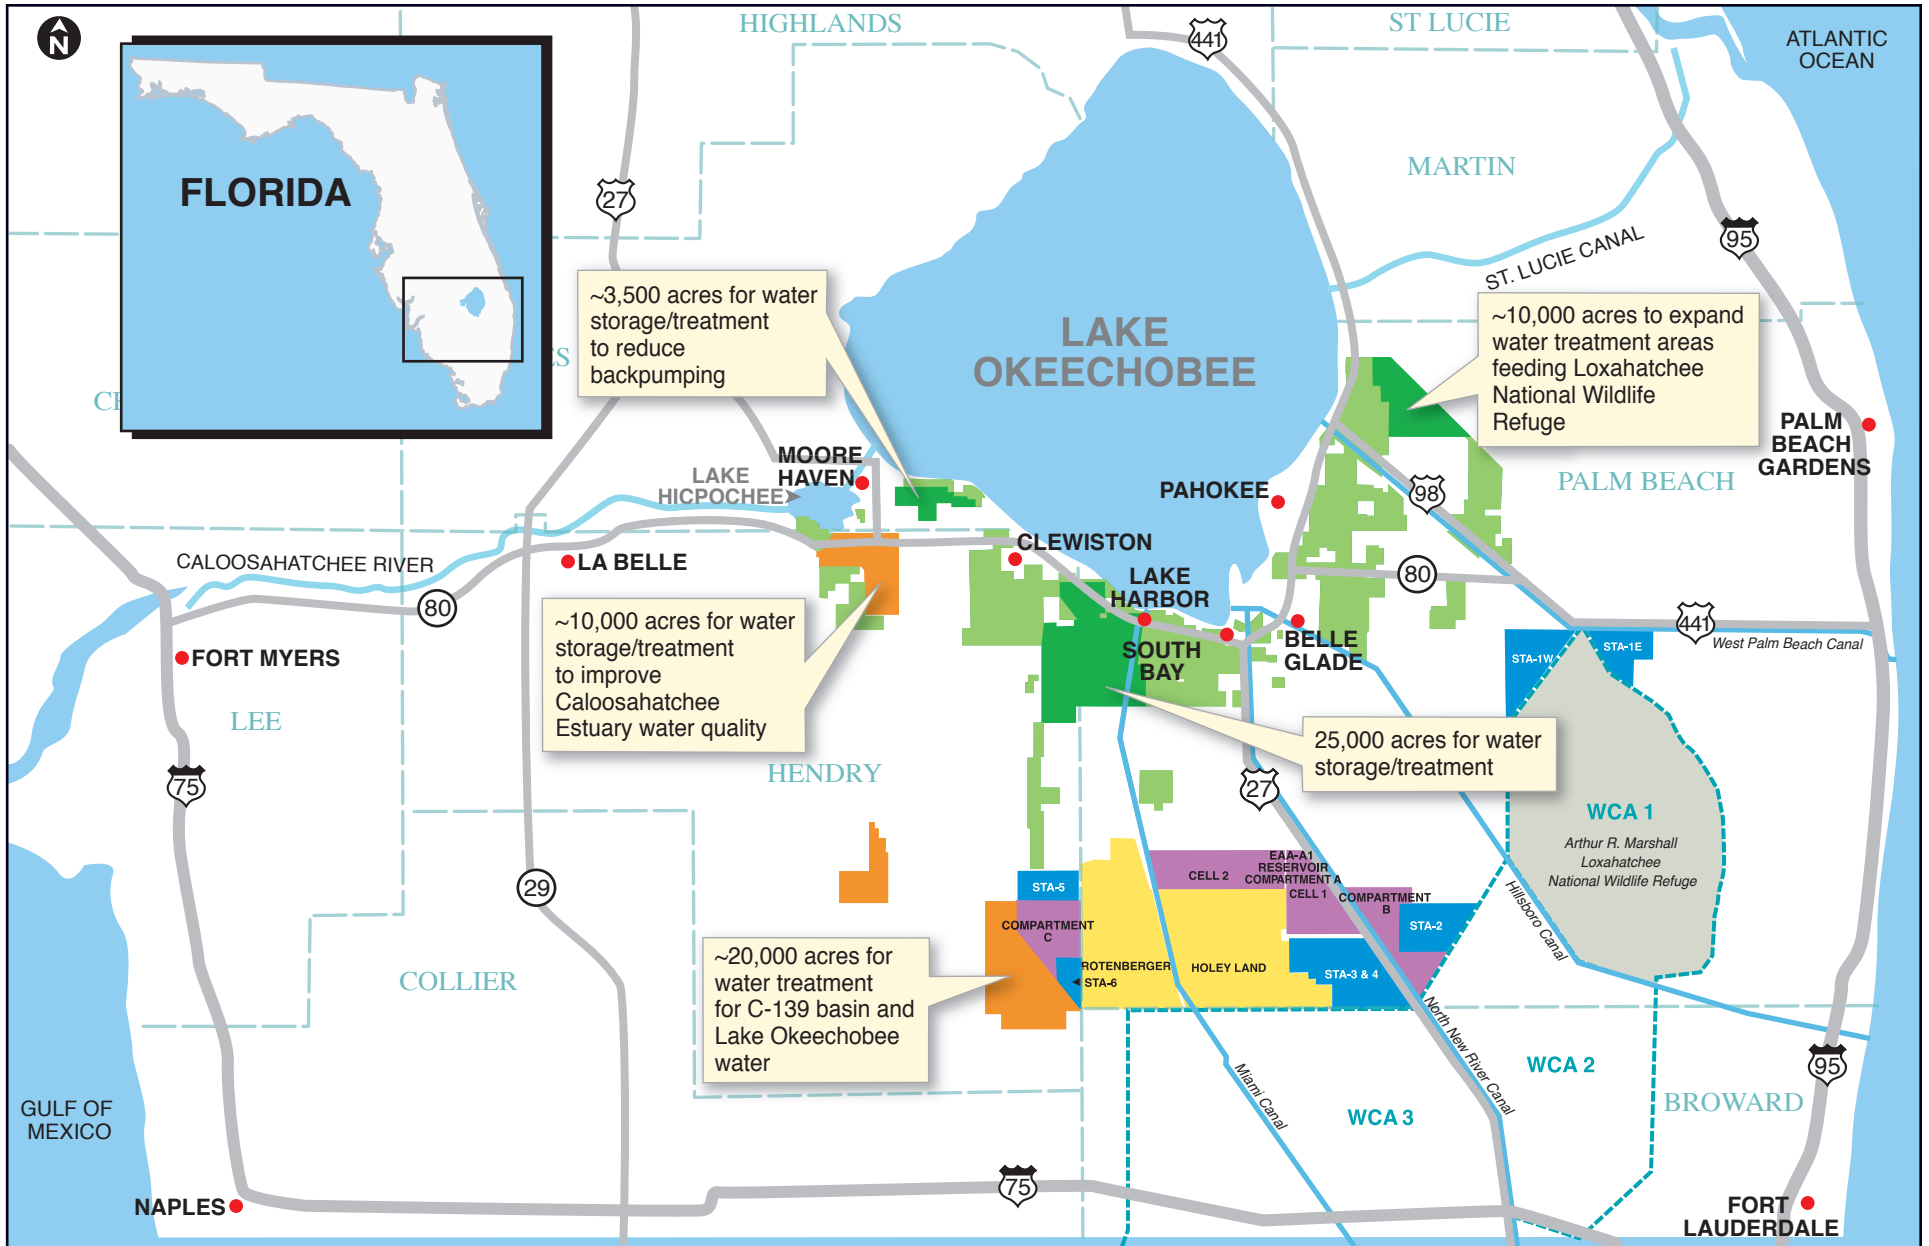 N
FLORIDA
HIGHLANDS
ST LUCIE
ATLANTIC
OCEAN
441
27
MARTIN
95
ST. LUCIE CANAL
~3,500 acres for water
storage/treatment
to reduce
backpumping
LAKE
OKEECHOBEE
~10,000 acres to expand
water treatment areas
feeding Loxahatchee
National Wildlife
Refuge
PALM
BEACH
GARDENS
MOORE
HAVEN
LAKE
HICPOCHEE
PAHOKEE
98
PALM BEACH
CALOOSAHATCHEE RIVER
LA BELLE
CLEWISTON
LAKE
HARBOR
80
80
~10,000 acres for water
storage/treatment
to improve
Caloosahatchee
Estuary water quality
SOUTH
BAY
BELLE
GLADE
441
West Palm Beach Canal
STA-1W
STA-1E
FORT MYERS
LEE
75
HENDRY
25,000 acres for water
storage/treatment
27
WCA 1
Arthur R. Marshall
Loxahatchee
National Wildlife Refuge
29
STA-5
CELL 2
EAA-A1
RESERVOIR
COMPARTMENT A
CELL 1
COMPARTMENT
B
STA-2
Hillsboro Canal
COMPARTMENT
C
~20,000 acres for
water treatment
for C-139 basin and
Lake Okeechobee
water
ROTENBERGER
STA-6
HOLEY LAND
STA-3 & 4
COLLIER
North New River Canal
Miami Canal
WCA 2
WCA 3
BROWARD
95
GULF OF
MEXICO
75
NAPLES
FORT
LAUDERDALE